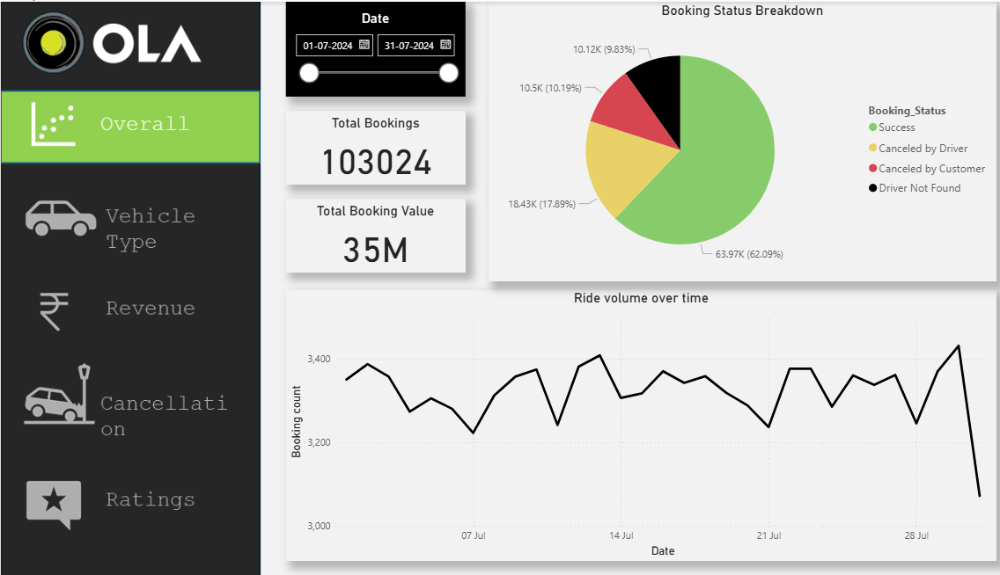 OLA
Overall
Vehicle
Type
Revenue
Cancellati
on
Ratings
Date
01-07-2024 31-07-2024
Total Bookings
103024
Total Booking Value
35M
Booking Status Breakdown
10.12K (9.83%)
10.5K (10.19%)
18.43K (17.89%)
63.97K (62.09%)
Booking_Status
Success
Canceled by Driver
Canceled by Customer
Driver Not Found
Ride volume over time
Booking count
3,400
3,200
3,000
07 Jul 14 Jul 21 Jul 28 Jul
Date